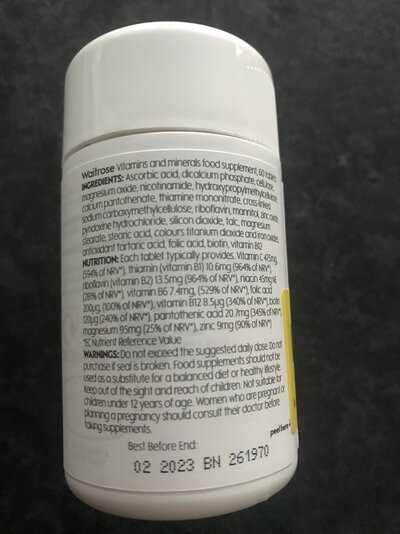 Waitrose Vitamins and minerals food supplement, 60 tablets
INGREDIENTS: Ascorbic acid, dicalcium phosphate, cellulose,
magnesium oxide, nicotinamide, hydroxypropylmethylcellulose,
calcium pantothenate, thiamine mononitrate, cross-linked
sodium carboxymethylcellulose, riboflavin, mannitol, zinc oxide,
pyridoxine hydrochloride, silicon dioxide, talc, magnesium
stearate, stearic acid, colours titanium dioxide and iron oxides,
antioxidant tartaric acid, folic acid, biotin, vitamin B12
NUTRITION: Each tablet typically provides. Vitamin C 475mg
(594% of NRV*), thiamin (vitamin B1) 10.6mg (964% of NRV*),
riboflavin (vitamin B2) 13.5mg (964% of NRV*), niacin 45mg NE
(281% of NRV*), vitamin B6 7.4mg, (529% of NRV*), folic acid
200µg, (100% of NRV*), vitamin B12 8.5µg (340% of NRV*), biotin
120µg (240% of NRV*), pantothenic acid 20.7mg (345% of NRV*),
magnesium 95mg (25% of NRV*), zinc 9mg (90% of NRV*)
*EC Nutrient Reference Value
WARNINGS: Do not exceed the suggested daily dose. Do not
purchase if seal is broken. Food supplements should not be
used as a substitute for a balanced diet or healthy lifestyle.
Keep out of the sight and reach of children. Not suitable for
children under 12 years of age. Women who are pregnant or
planning a pregnancy should consult their doctor before
taking supplements.
peel here
Best Before End:
02 2023 BN 261970